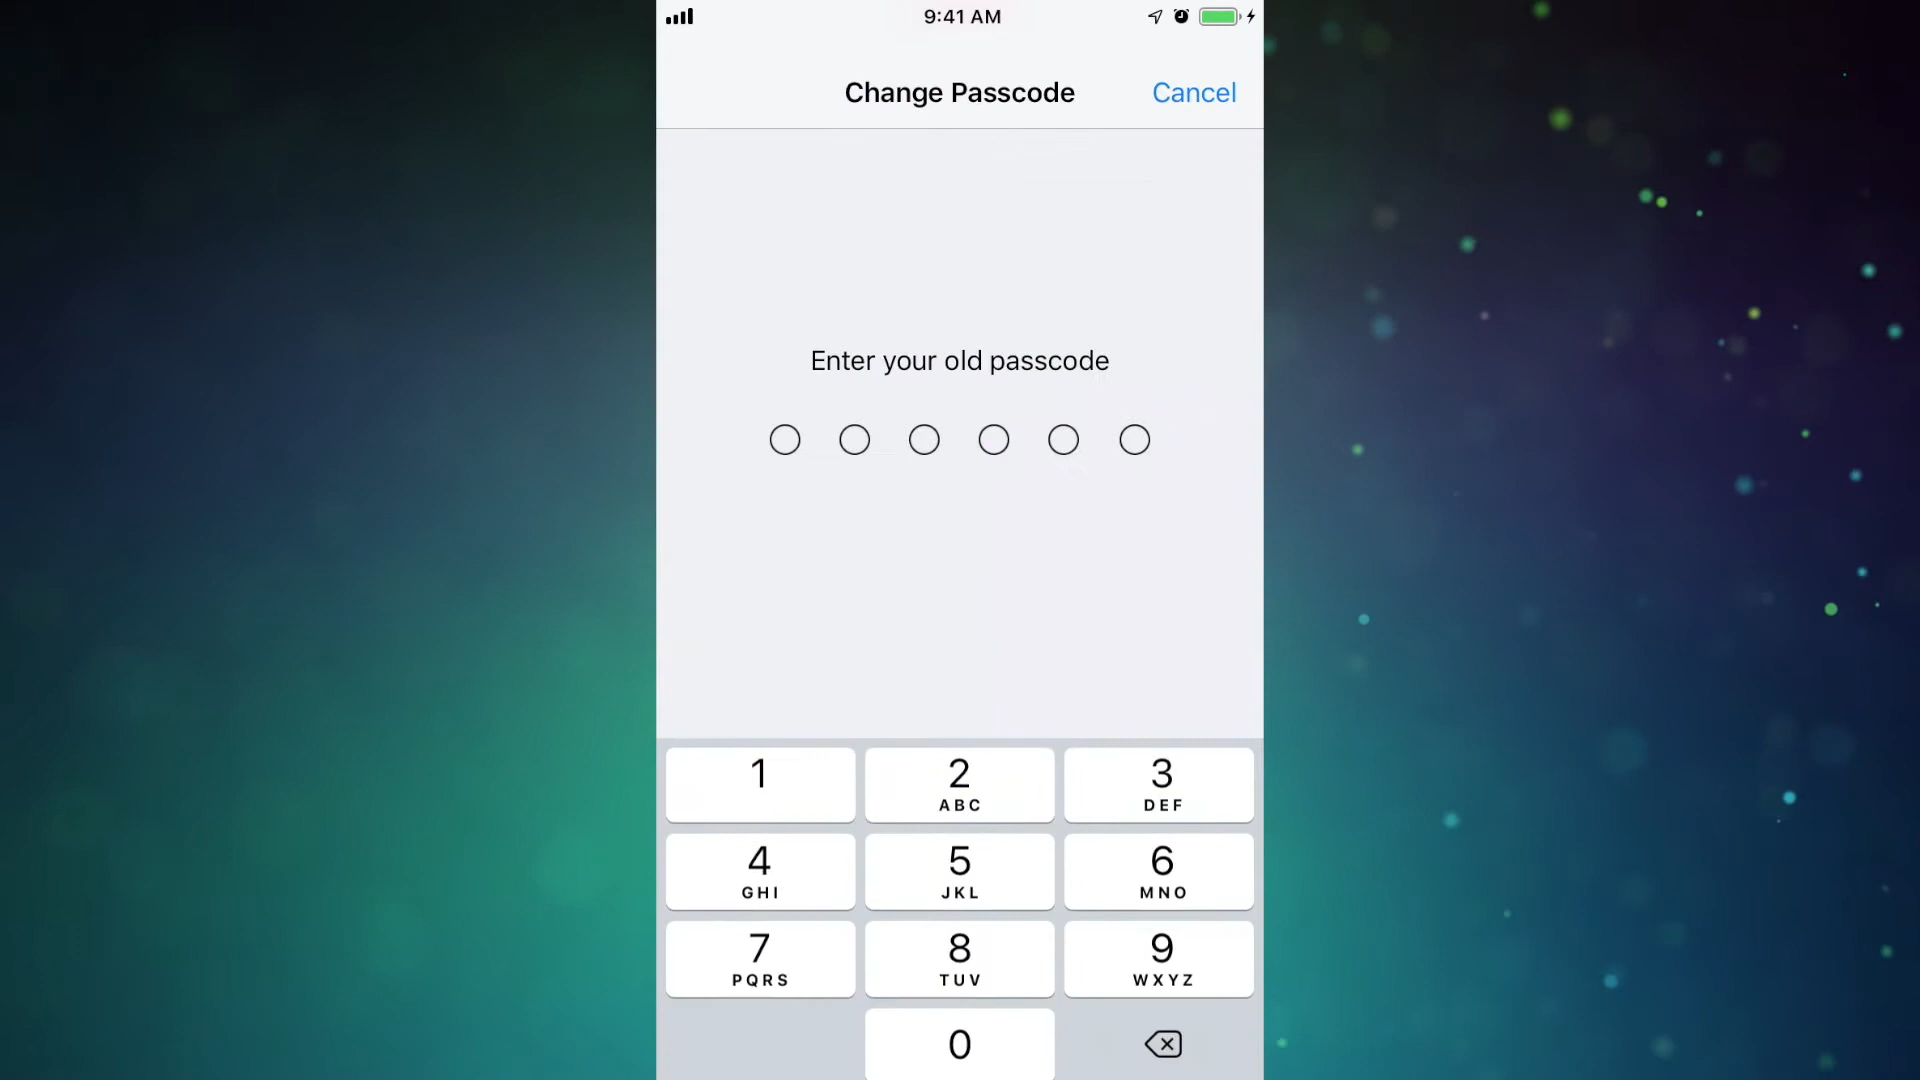 9:41 AM
Change Passcode
Cancel
Enter your old passcode
1
2
3
ABC
DEF
4
5
6
GHI
JKL
MNO
7
8
9
PQRS
TUV
WXYZ
0